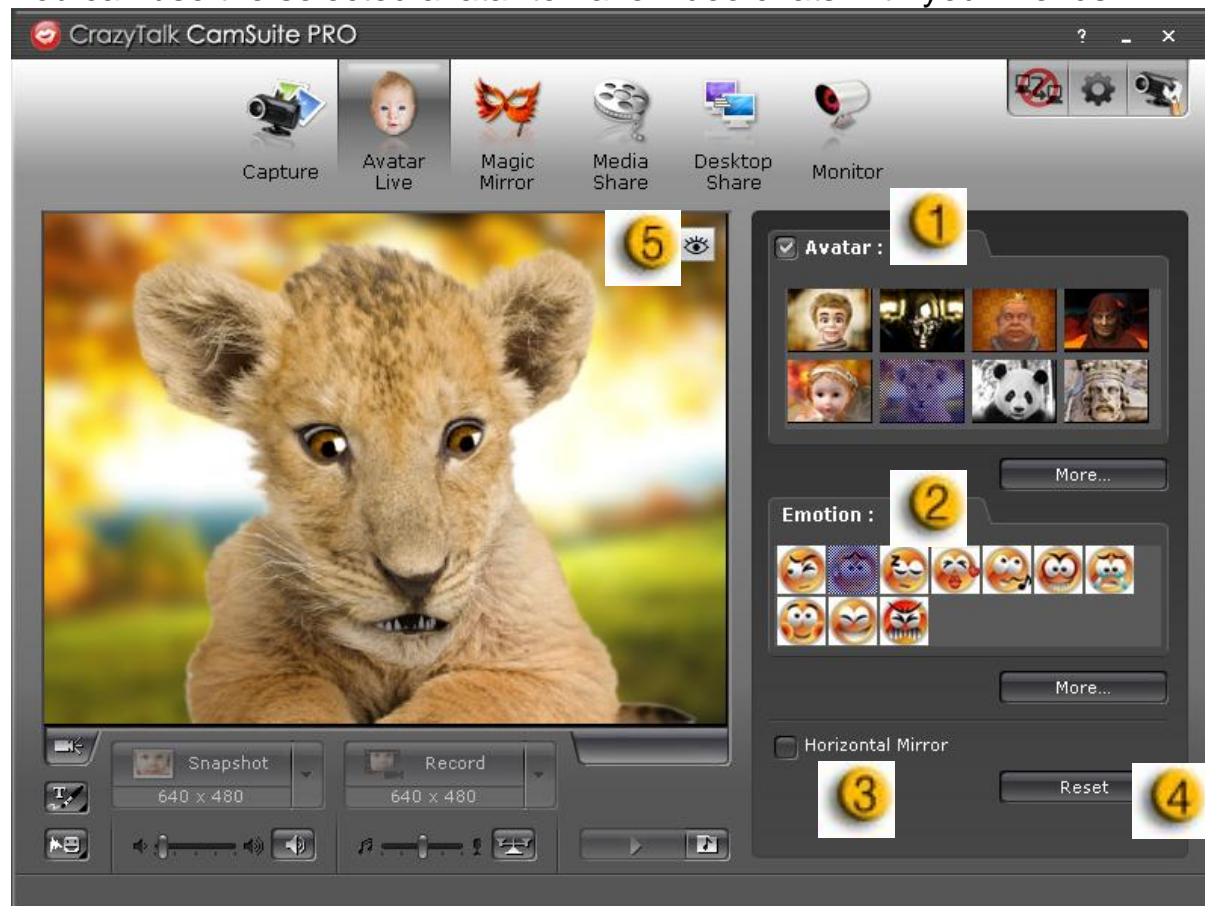 CrazyTalk CamSuite PRO
?
Capture
Avatar Live
Magic Mirror
Media Share
Desktop Share
Monitor
5
1
Avatar :
More...
2
Emotion :
More...
Horizontal Mirror
3
Reset
4
Snapshot
640 x 480
Record
640 x 480